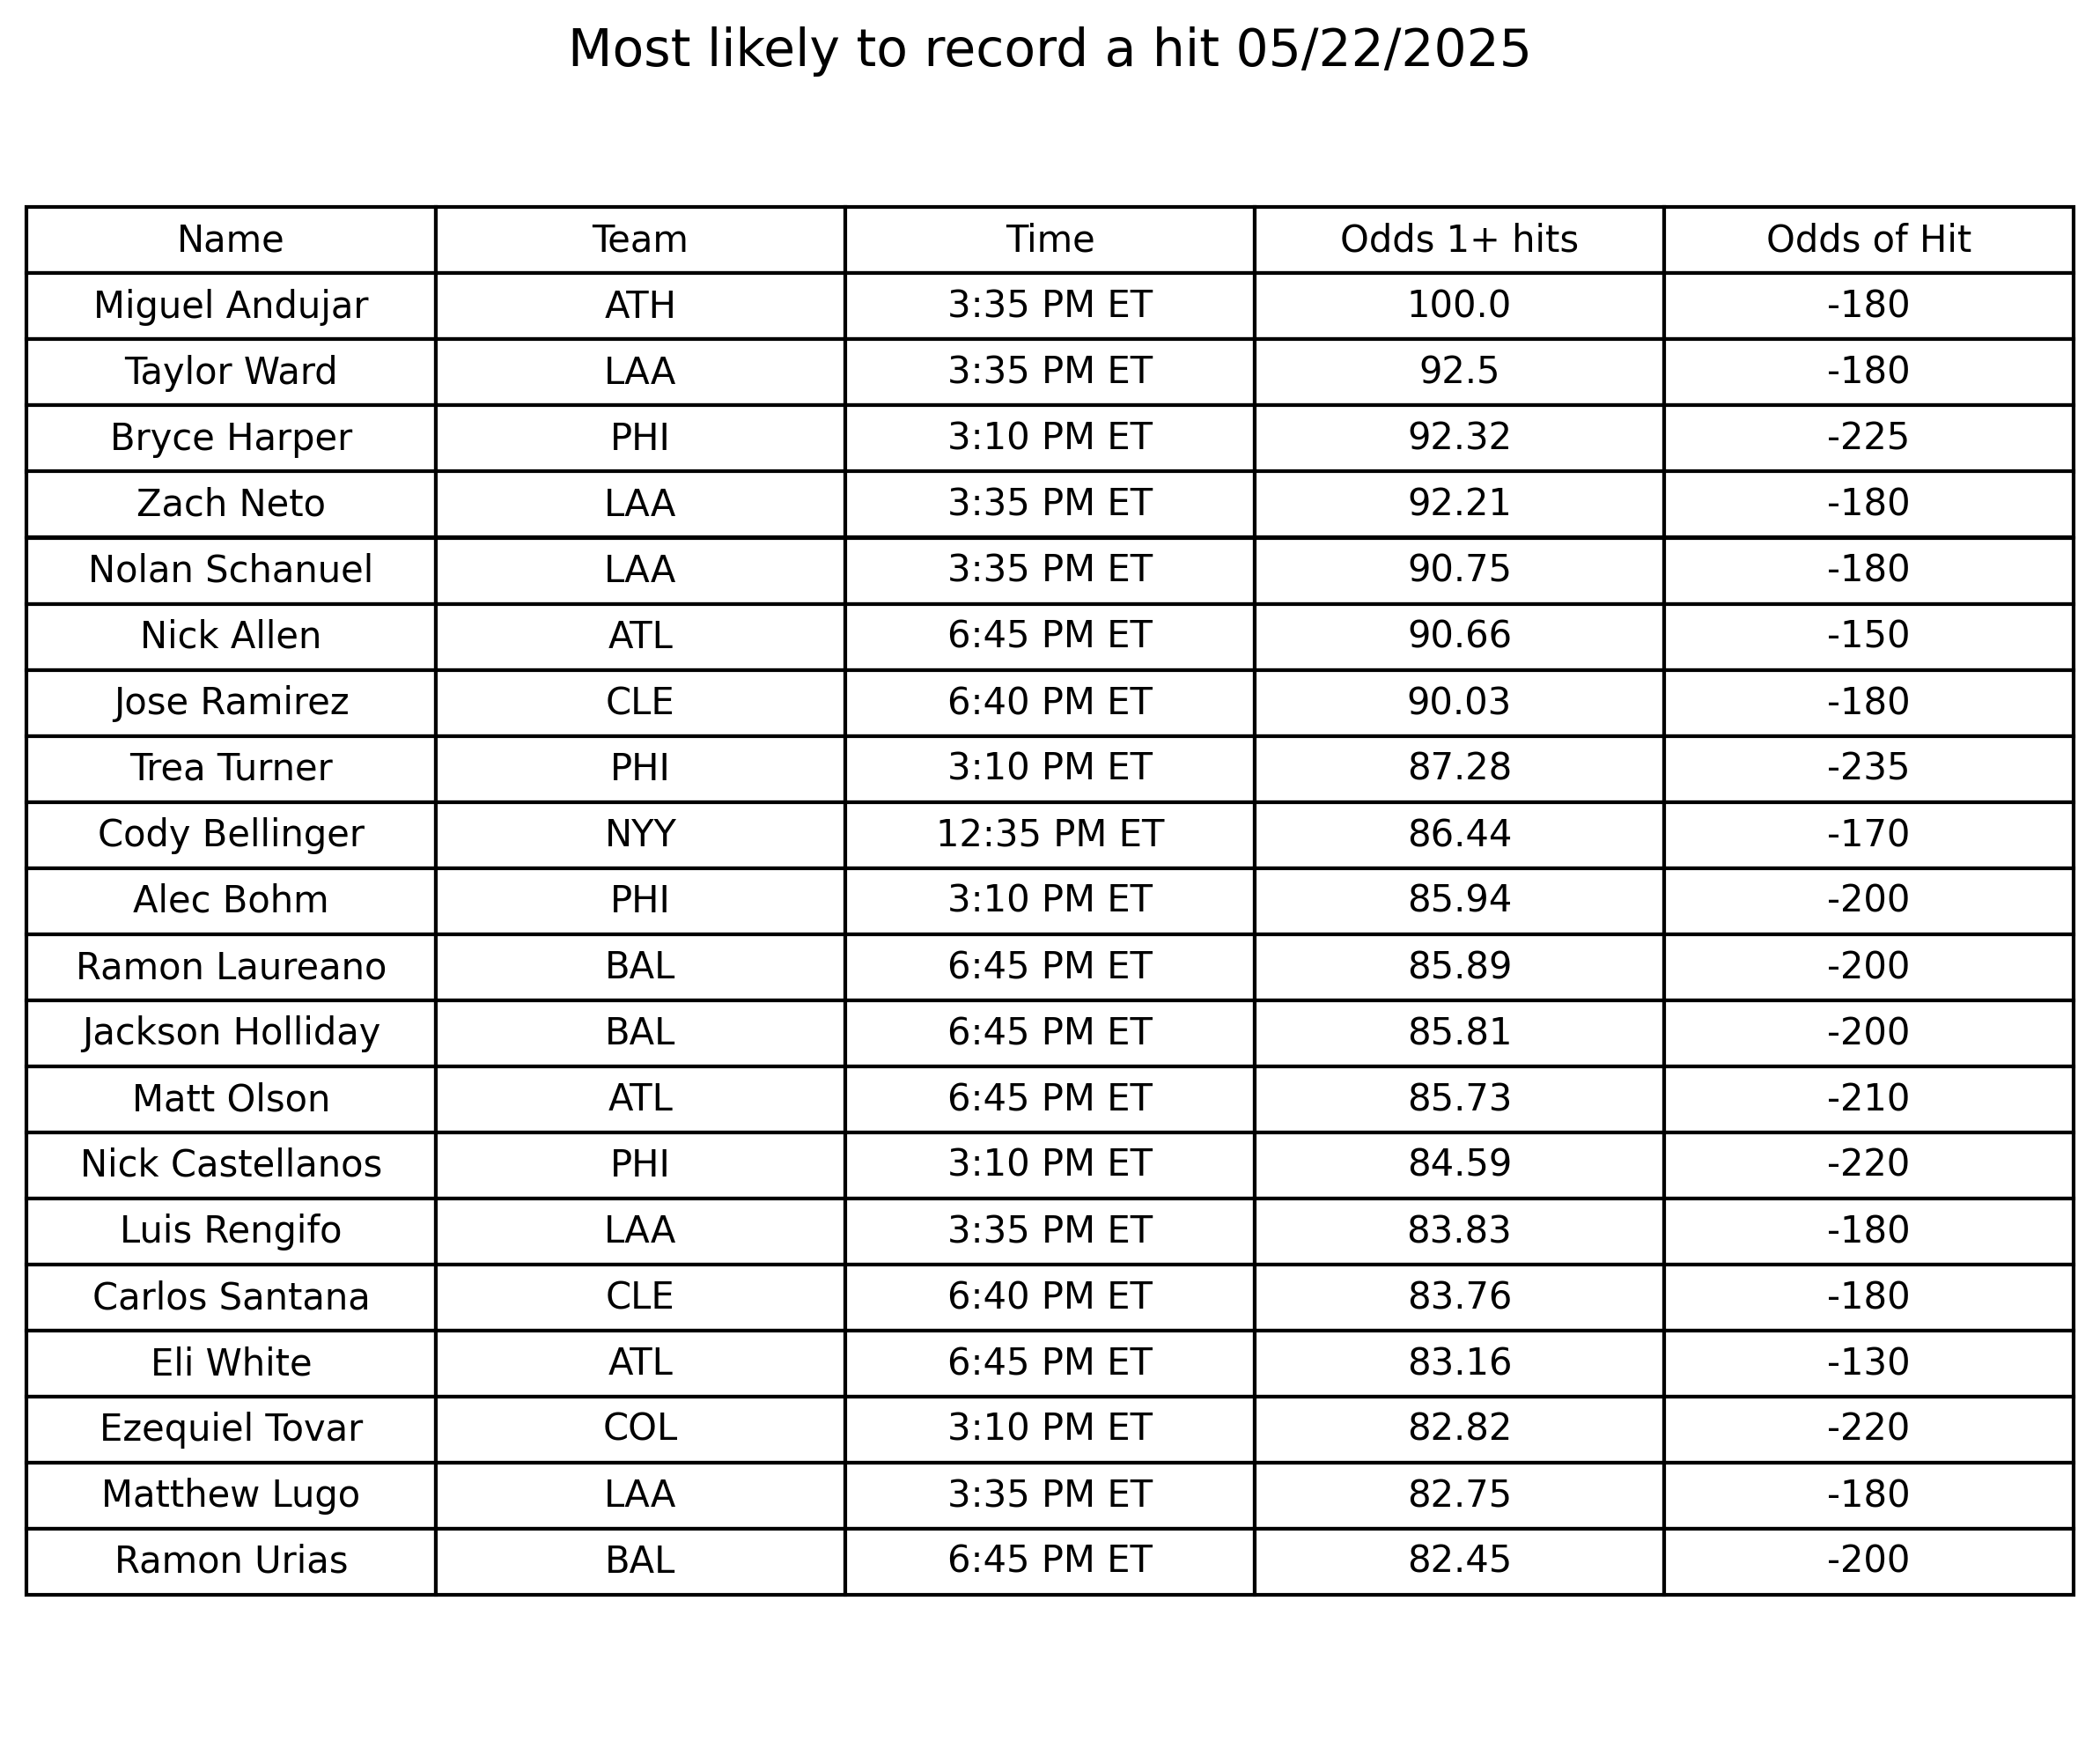 Most likely to record a hit 05/22/2025
Name Team Time Odds 1+ hits Odds of Hit
Miguel Andujar ATH 3:35 PM ET 100.0 -180
Taylor Ward LAA 3:35 PM ET 92.5 -180
Bryce Harper PHI 3:10 PM ET 92.32 -225
Zach Neto LAA 3:35 PM ET 92.21 -180
Nolan Schanuel LAA 3:35 PM ET 90.75 -180
Nick Allen ATL 6:45 PM ET 90.66 -150
Jose Ramirez CLE 6:40 PM ET 90.03 -180
Trea Turner PHI 3:10 PM ET 87.28 -235
Cody Bellinger NYY 12:35 PM ET 86.44 -170
Alec Bohm PHI 3:10 PM ET 85.94 -200
Ramon Laureano BAL 6:45 PM ET 85.89 -200
Jackson Holliday BAL 6:45 PM ET 85.81 -200
Matt Olson ATL 6:45 PM ET 85.73 -210
Nick Castellanos PHI 3:10 PM ET 84.59 -220
Luis Rengifo LAA 3:35 PM ET 83.83 -180
Carlos Santana CLE 6:40 PM ET 83.76 -180
Eli White ATL 6:45 PM ET 83.16 -130
Ezequiel Tovar COL 3:10 PM ET 82.82 -220
Matthew Lugo LAA 3:35 PM ET 82.75 -180
Ramon Urias BAL 6:45 PM ET 82.45 -200